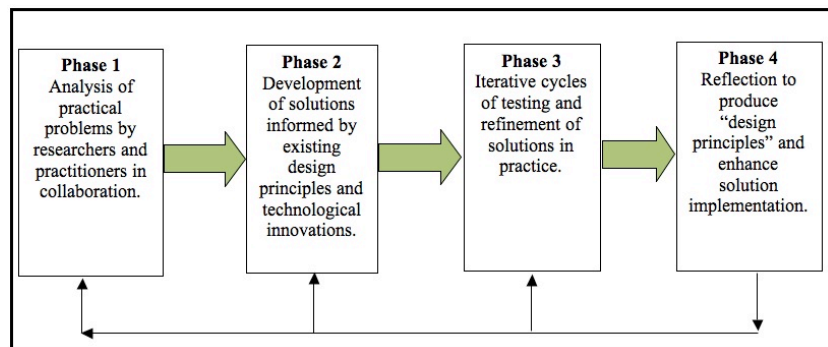 Phase 1
Analysis of
practical
problems by
researchers and
practitioners in
collaboration.
Phase 2
Development
of solutions
informed by
existing
design
principles and
technological
innovations.
Phase 3
Iterative cycles
of testing and
refinement of
solutions in
practice.
Phase 4
Reflection to
produce
“design
principles” and
enhance
solution
implementation.